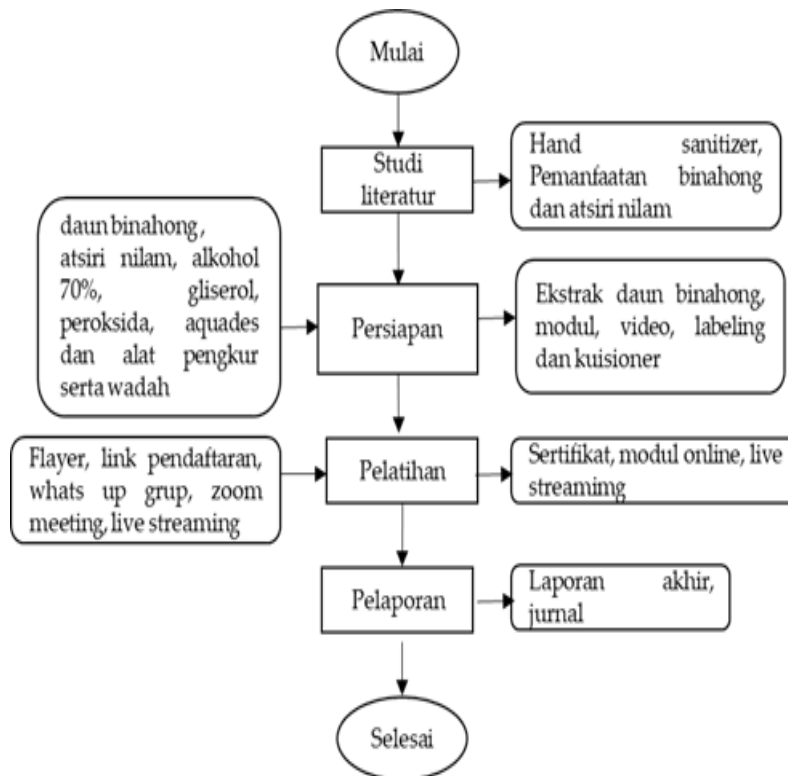 Mulai
Studi
literatur
Hand sanitizer,
Pemanfaatan binahong
dan atsiri nilam
daun binahong,
atsiri nilam, alkohol
70%, gliserol,
peroksida, aquades
dan alat pengkur
serta wadah
Persiapan
Ekstrak daun binahong,
modul, video, labeling
dan kuisioner
Flayer, link pendaftaran,
whats up grup, zoom
meeting, live streaming
Pelatihan
Sertifikat, modul online, live
streamimg
Pelaporan
Laporan akhir,
jurnal
Selesai